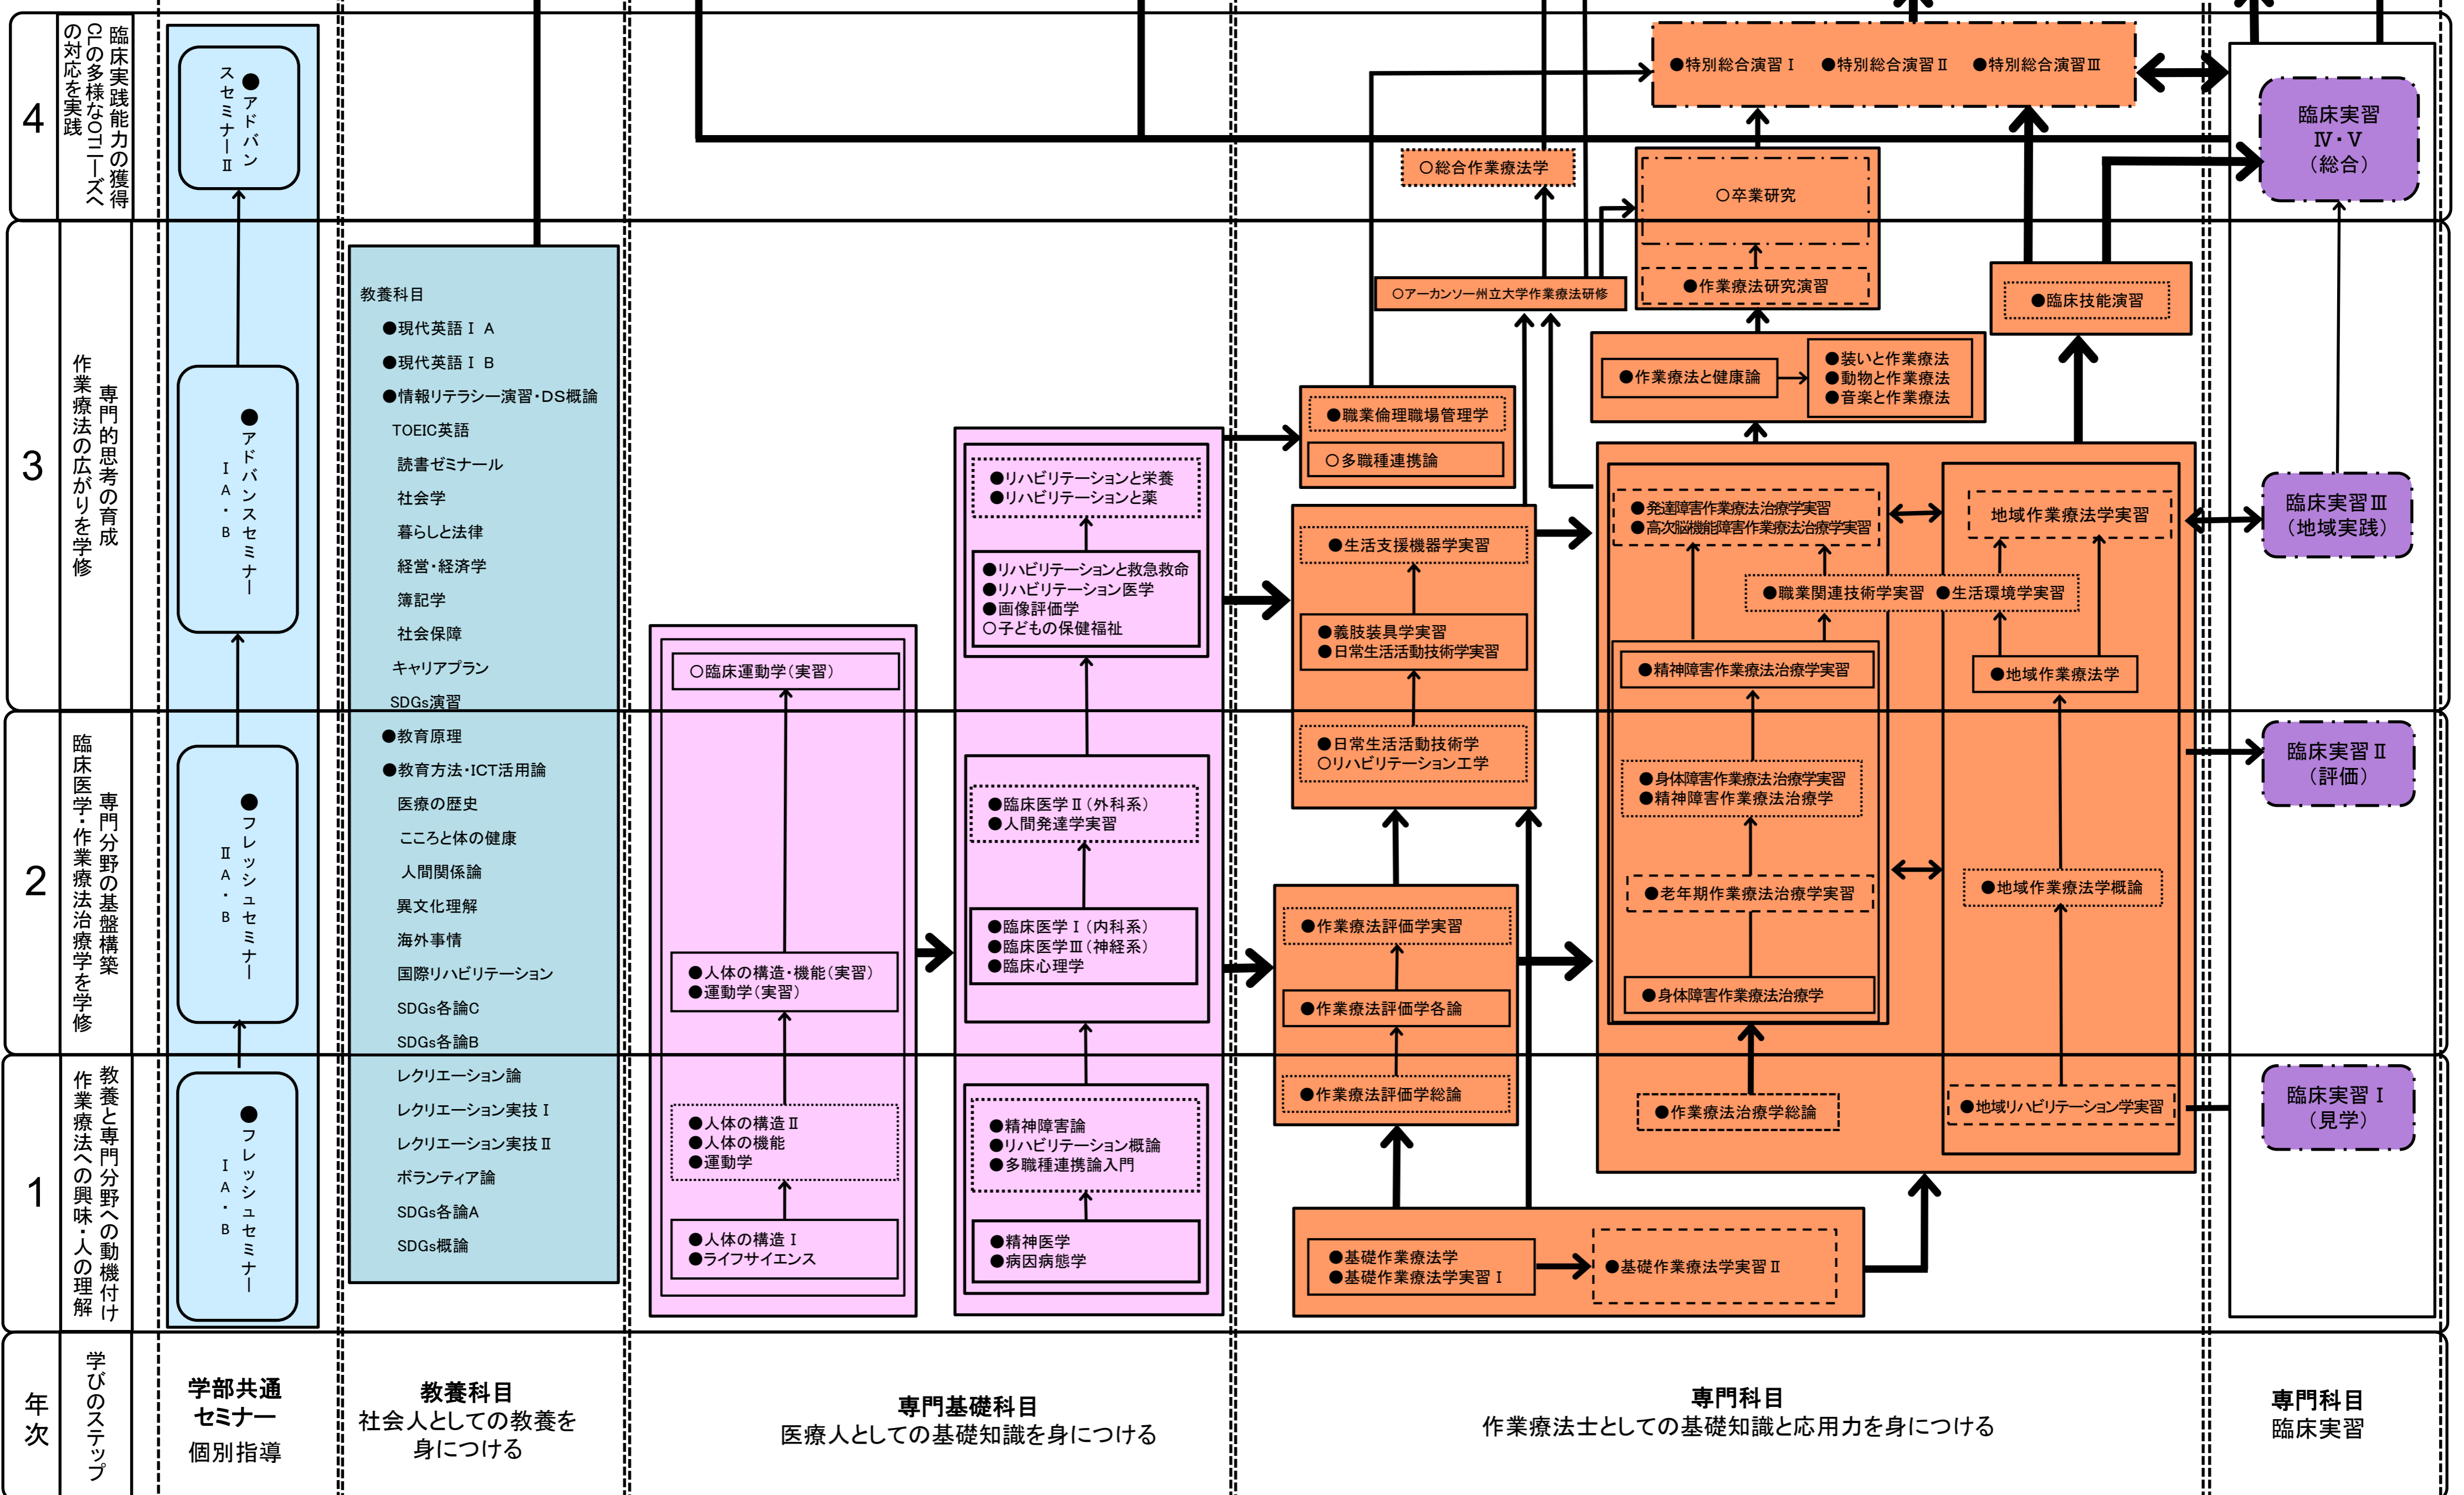 4
臨床実践能力の獲得
CLの多様なOTニーズへ
の対応を実践
●アドバン
スセミナーⅡ
●特別総合演習Ⅰ ●特別総合演習Ⅱ ●特別総合演習Ⅲ
臨床実習
Ⅳ・Ⅴ
(総合)
○総合作業療法学
○卒業研究
3
専門的思考の育成
作業療法の広がりを学修
●アドバンスセミナー
ⅠA・B
教養科目
●現代英語Ⅰ A
●現代英語Ⅰ B
●情報リテラシー演習・DS概論
TOEIC英語
読書ゼミナール
社会学
暮らしと法律
経営・経済学
簿記学
社会保障
キャリアプラン
SDGs演習
●教育原理
●教育方法・ICT活用論
医療の歴史
こころと体の健康
人間関係論
異文化理解
海外事情
国際リハビリテーション
SDGs各論C
SDGs各論B
レクリエーション論
レクリエーション実技Ⅰ
レクリエーション実技Ⅱ
ボランティア論
SDGs各論A
SDGs概論
○臨床運動学(実習)
●リハビリテーションと栄養
●リハビリテーションと薬
●リハビリテーションと救急救命
●リハビリテーション医学
●画像評価学
○子どもの保健福祉
○アーカンソー州立大学作業療法研修
●作業療法研究演習
●臨床技能演習
●作業療法と健康論
●装いと作業療法
●動物と作業療法
●音楽と作業療法
●職業倫理職場管理学
○多職種連携論
●生活支援機器学実習
●義肢装具学実習
●日常生活活動技術学実習
●発達障害作業療法治療学実習
●高次脳機能障害作業療法治療学実習
地域作業療法学実習
●職業関連技術学実習 ●生活環境学実習
●精神障害作業療法治療学実習
●地域作業療法学
臨床実習Ⅲ
(地域実践)
2
専門分野の基盤構築
臨床医学・作業療法治療学を学修
●フレッシュセミナー
ⅡA・B
●人体の構造・機能(実習)
●運動学(実習)
●臨床医学Ⅱ(外科系)
●人間発達学実習
●臨床医学Ⅰ(内科系)
●臨床医学Ⅲ(神経系)
●臨床心理学
●日常生活活動技術学
○リハビリテーション工学
●作業療法評価学実習
●作業療法評価学各論
●身体障害作業療法治療学実習
●精神障害作業療法治療学
●老年期作業療法治療学実習
●身体障害作業療法治療学
●地域作業療法学概論
臨床実習Ⅱ
(評価)
1
教養と専門分野への動機付け
作業療法への興味・人の理解
●フレッシュセミナー
ⅠA・B
●人体の構造Ⅱ
●人体の機能
●運動学
●人体の構造Ⅰ
●ライフサイエンス
●精神障害論
●リハビリテーション概論
●多職種連携論入門
●精神医学
●病因病態学
●作業療法評価学総論
●作業療法治療学総論
●地域リハビリテーション学実習
●基礎作業療法学
●基礎作業療法学実習Ⅰ
●基礎作業療法学実習Ⅱ
臨床実習Ⅰ
(見学)
年次
学びのステップ
学部共通
セミナー
個別指導
教養科目
社会人としての教養を
身につける
専門基礎科目
医療人としての基礎知識を身につける
専門科目
作業療法士としての基礎知識と応用力を身につける
専門科目
臨床実習